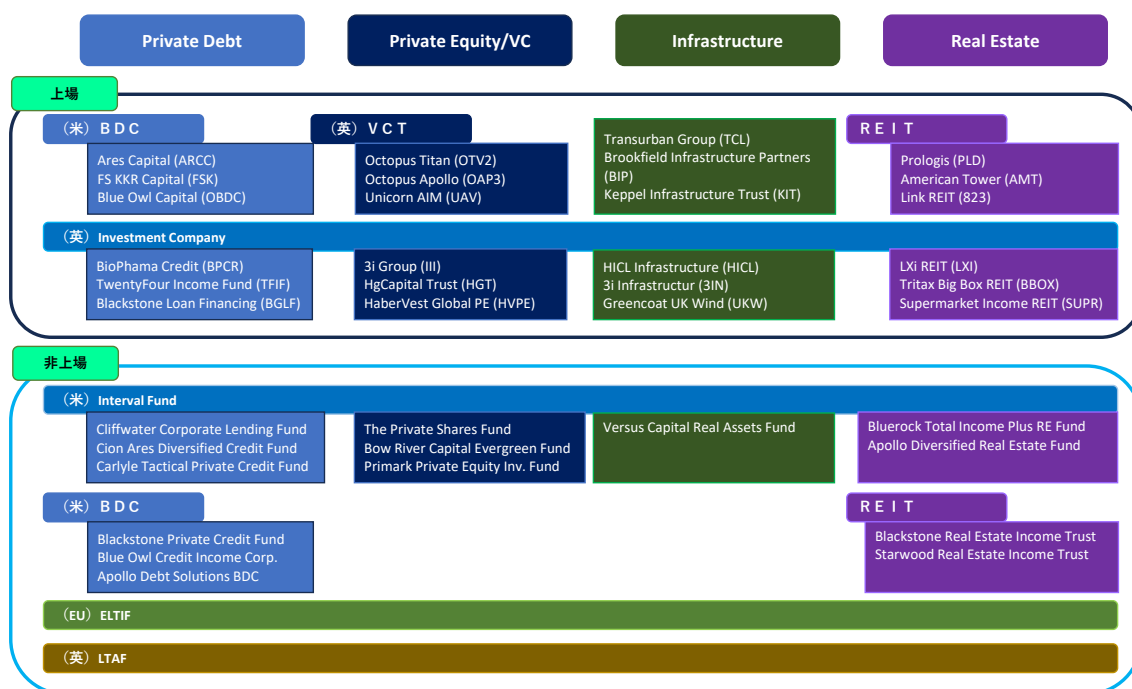 Private Debt
Private Equity/VC
Infrastructure
Real Estate
上場
（米）ＢＤＣ
Ares Capital (ARCC)
FS KKR Capital (FSK)
Blue Owl Capital (OBDC)
（英）ＶＣＴ
Octopus Titan (OTV2)
Octopus Apollo (OAP3)
Unicorn AIM (UAV)
Transurban Group (TCL)
Brookfield Infrastructure Partners
(BIP)
Keppel Infrastructure Trust (KIT)
ＲＥＩＴ
Prologis (PLD)
American Tower (AMT)
Link REIT (823)
（英）Investment Company
BioPhama Credit (BPCR)
TwentyFour Income Fund (TFIF)
Blackstone Loan Financing (BGLF)
3i Group (III)
HgCapital Trust (HGT)
HaberVest Global PE (HVPE)
HICL Infrastructure (HICL)
3i Infrastructur (3IN)
Greencoat UK Wind (UKW)
LXi REIT (LXI)
Tritax Big Box REIT (BBOX)
Supermarket Income REIT (SUPR)
非上場
（米）Interval Fund
Cliffwater Corporate Lending Fund
Cion Ares Diversified Credit Fund
Carlyle Tactical Private Credit Fund
The Private Shares Fund
Bow River Capital Evergreen Fund
Primark Private Equity Inv. Fund
Versus Capital Real Assets Fund
Bluerock Total Income Plus RE Fund
Apollo Diversified Real Estate Fund
（米）ＢＤＣ
Blackstone Private Credit Fund
Blue Owl Credit Income Corp.
Apollo Debt Solutions BDC
ＲＥＩＴ
Blackstone Real Estate Income Trust
Starwood Real Estate Income Trust
（EU）ELTIF
（英）LTAF